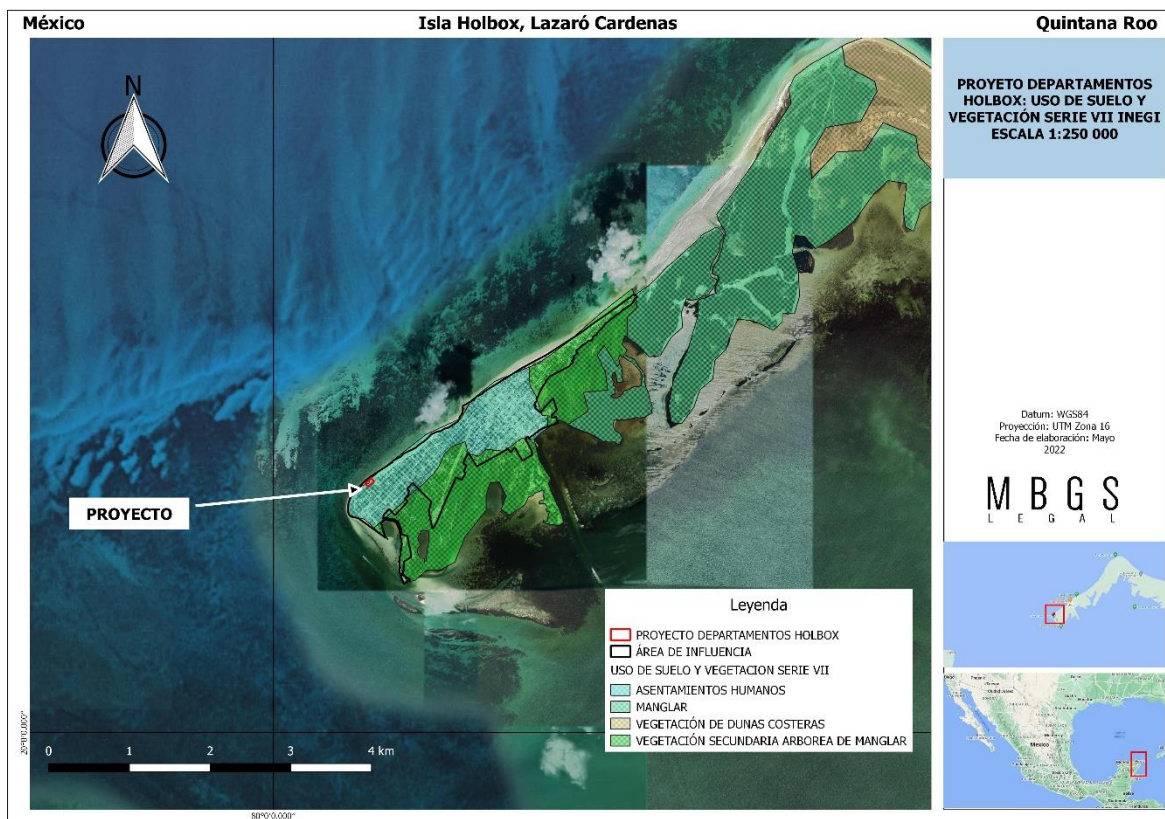 México
Isla Holbox, Lazaró Cardenas
Quintana Roo
N
PROYECTO
0 1 2 3 4 km
Leyenda
PROYECTO DEPARTAMENTOS HOLBOX
ÁREA DE INFLUENCIA
USO DE SUELO Y VEGETACION SERIE VII
ASENTAMIENTOS HUMANOS
MANGLAR
VEGETACIÓN DE DUNAS COSTERAS
VEGETACIÓN SECUNDARIA ARBOREA DE MANGLAR
PROYETO DEPARTAMENTOS
HOLBOX: USO DE SUELO Y
VEGETACIÓN SERIE VII INEGI
ESCALA 1:250 000
Datum: WGS84
Proyección: UTM Zona 16
Fecha de elaboración: Mayo
2022
MBGS
LEGAL
México